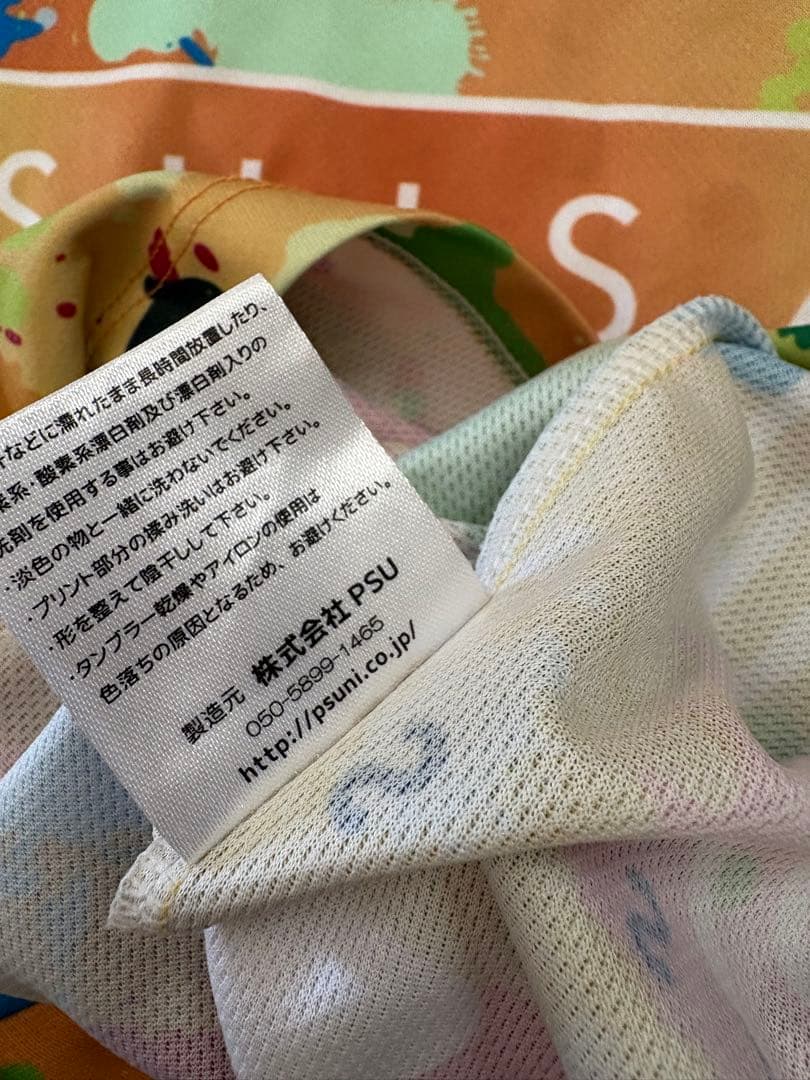 SUISA
などに濡れたまま長時間放置したり、
素系・酸素系漂白剤及び漂白剤入りの
洗剤を使用する事はお避け下さい。
・淡色の物と一緒に洗わないでください。
・プリント部分の揉み洗いはお避け下さい。
・形を整えて陰干しして下さい。
・タンブラー乾燥やアイロンの使用は
色落ちの原因となるため、お避けください。
製造元 株式会社 PSU
050-5899-1465
http://psuni.co.jp/